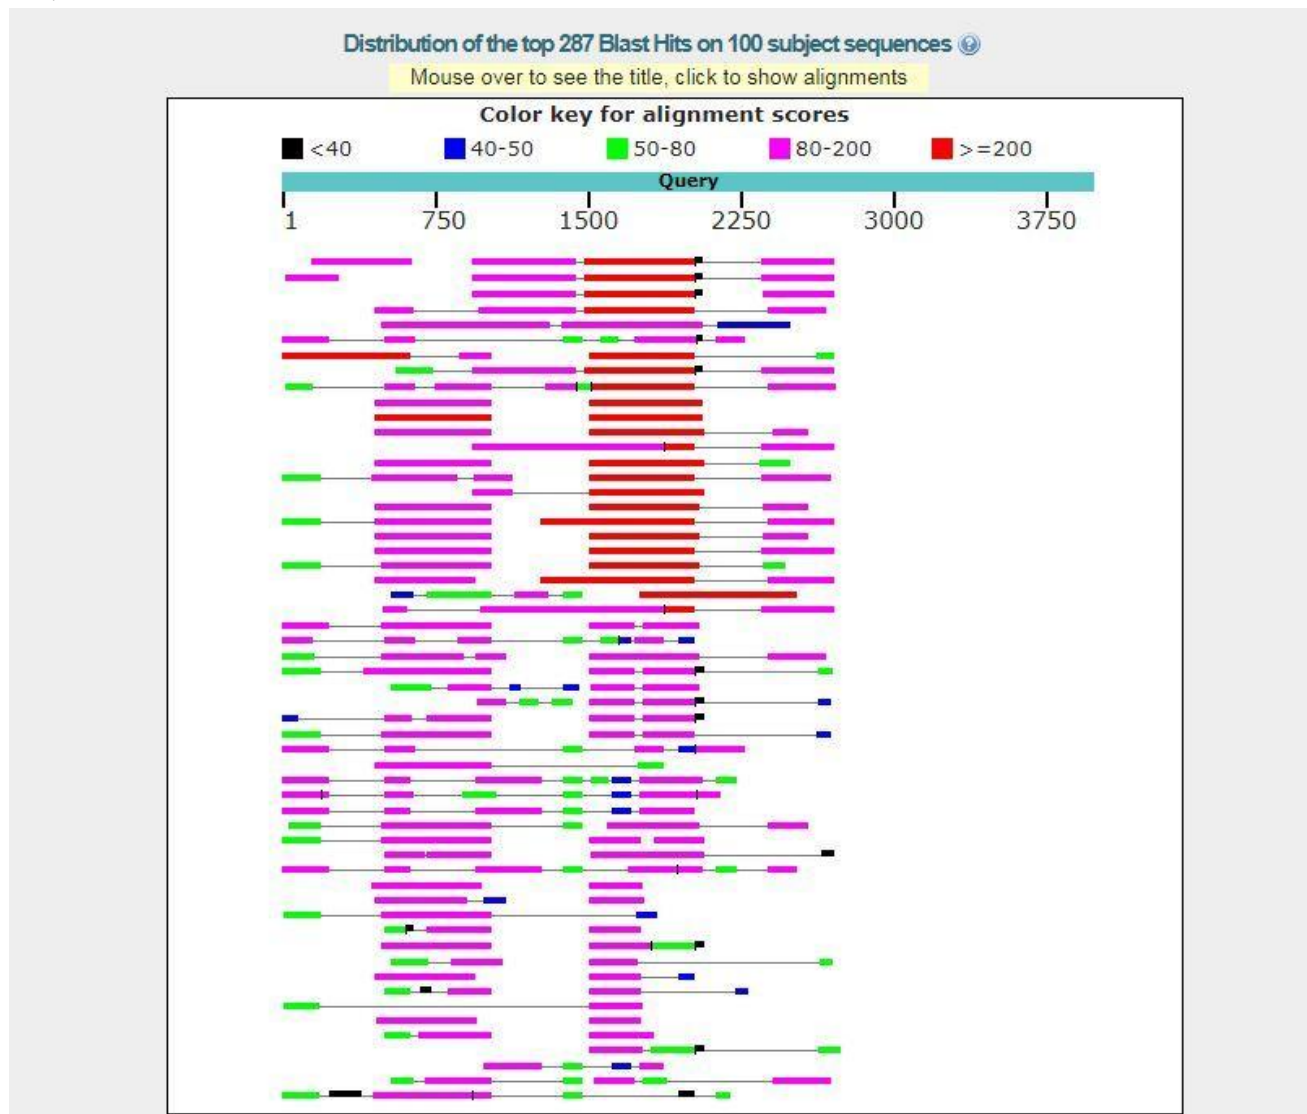 Distribution of the top 287 Blast Hits on 100 subject sequences ?
Mouse over to see the title, click to show alignments
Color key for alignment scores
<40 40-50 50-80 80-200 >=200
Query
1 750 1500 2250 3000 3750